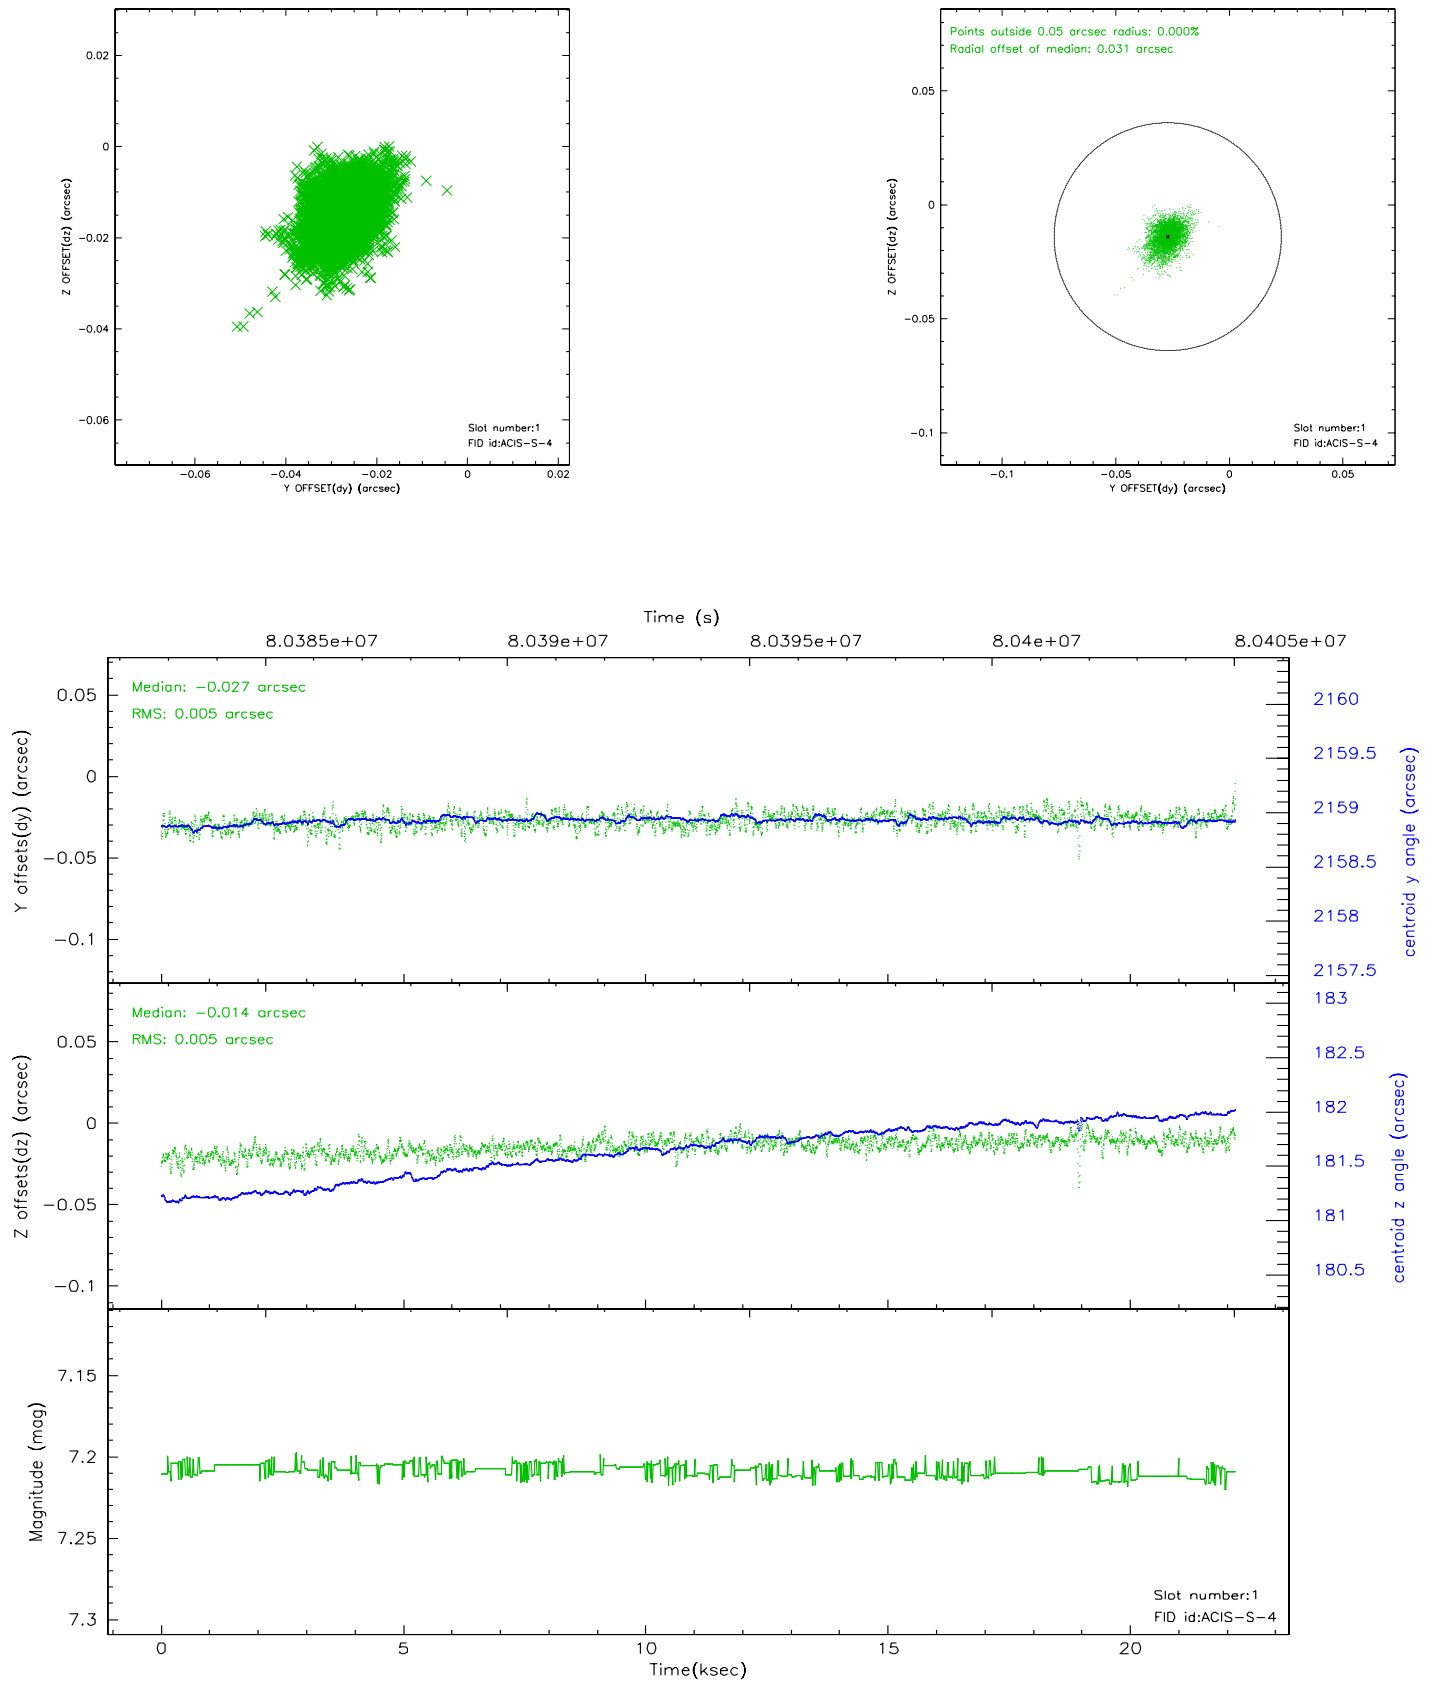 0.02
0
−0.02
−0.04
−0.06
Z OFFSET(dz) (arcsec)
Slot number:1
FID id:ACIS−S−4
−0.06 −0.04 −0.02 0 0.02
Y OFFSET(dy) (arcsec)
Points outside 0.05 arcsec radius: 0.000%
Radial offset of median: 0.031 arcsec
0.05
0
−0.05
−0.1
Z OFFSET(dz) (arcsec)
Slot number:1
FID id:ACIS−S−4
−0.1 −0.05 0 0.05
Y OFFSET(dy) (arcsec)
Time (s)
8.0385e+07 8.039e+07 8.0395e+07 8.04e+07 8.0405e+07
Median: −0.027 arcsec
RMS: 0.005 arcsec
0.05
0
−0.05
−0.1
Y offsets(dy) (arcsec)
2160
2159.5
2159
2158.5
2158
2157.5
centroid y angle (arcsec)
Median: −0.014 arcsec
RMS: 0.005 arcsec
0.05
0
−0.05
−0.1
Z offsets(dz) (arcsec)
183
182.5
182
181.5
181
180.5
centroid z angle (arcsec)
7.15
7.2
7.25
7.3
Magnitude (mag)
Slot number:1
FID id:ACIS−S−4
0 5 10 15 20
Time(ksec)